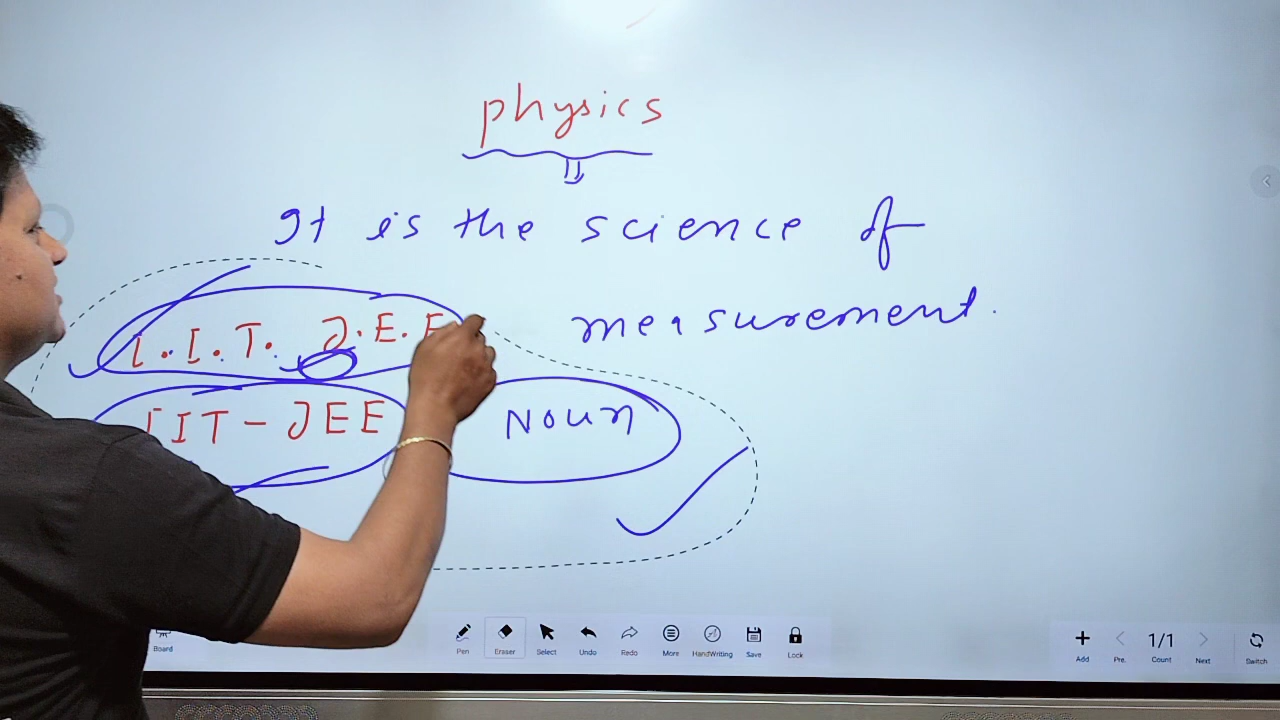 physics
It is the science of
measurement.
I.I.T. J.E.E
IIT - JEE
Noun
Board
Pen
Eraser
Select
Undo
Redo
More
HandWriting
Save
Lock
Add
Pre.
1/1
Count
Next
Switch